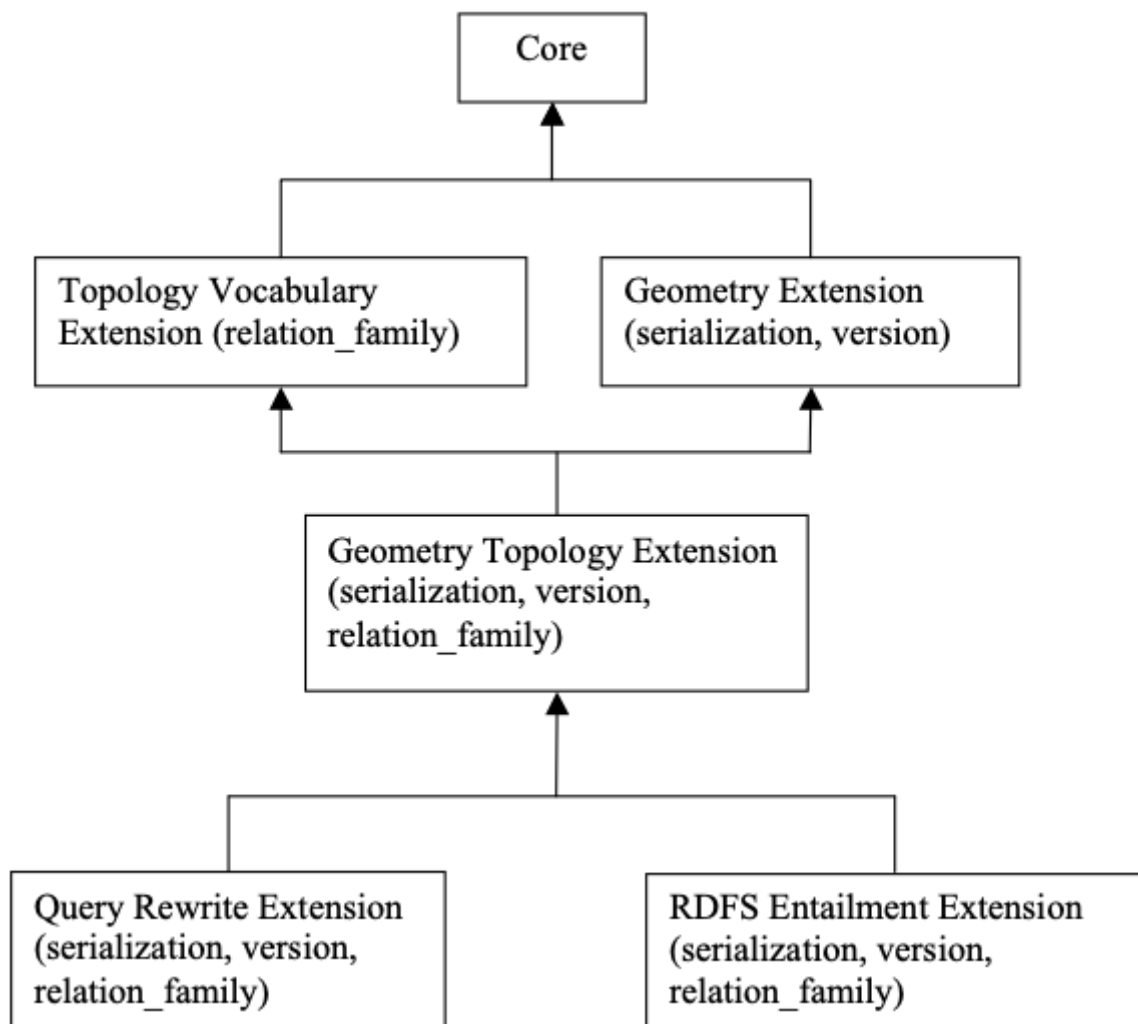 Core
Topology Vocabulary
Extension (relation_family)
Geometry Extension
(serialization, version)
Geometry Topology Extension
(serialization, version,
relation_family)
Query Rewrite Extension
(serialization, version,
relation_family)
RDFS Entailment Extension
(serialization, version,
relation_family)